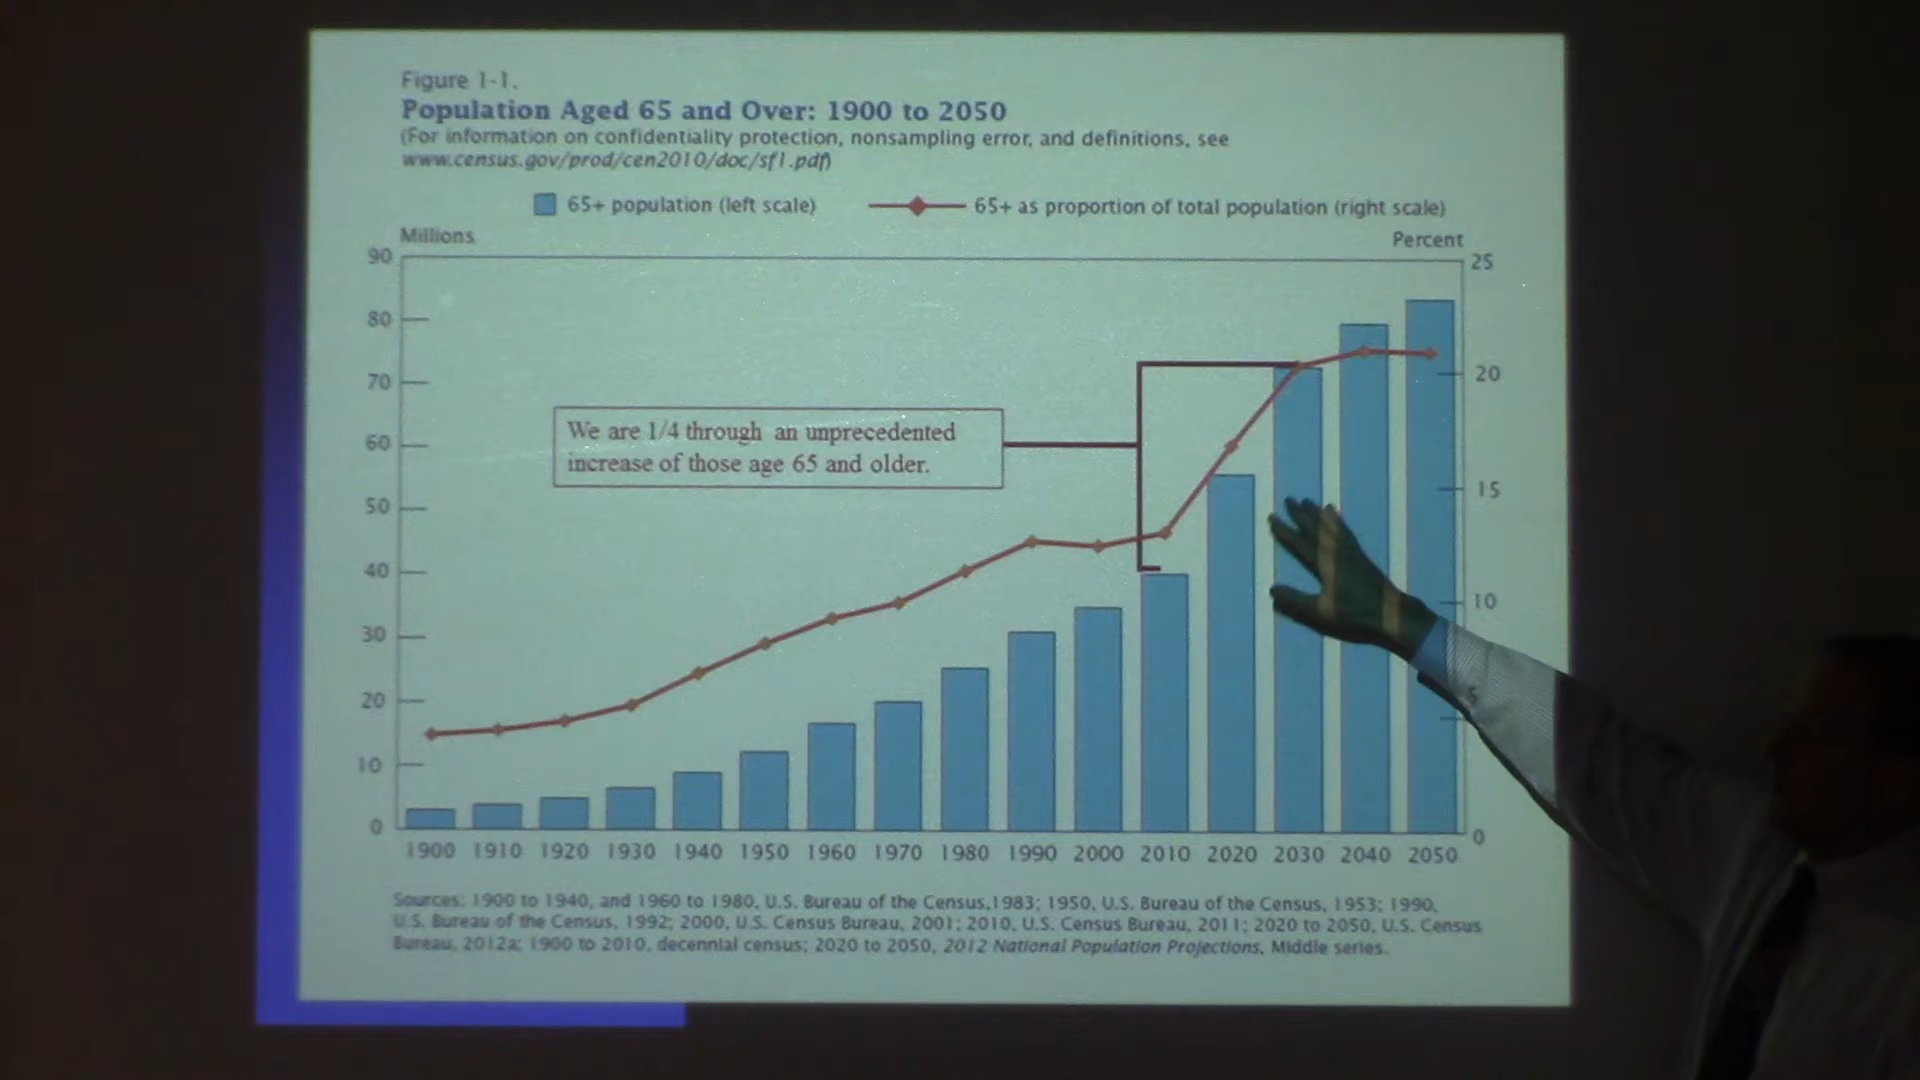 Figure 1-1.
Population Aged 65 and Over: 1900 to 2050
(For information on confidentiality protection, nonsampling error, and definitions, see
www.census.gov/prod/cen2010/doc/sf1.pdf)
65+ population (left scale)
65+ as proportion of total population (right scale)
Millions
Percent
90
80
70
60
50
40
30
20
10
0
25
20
15
10
5
0
We are 1/4 through an unprecedented
increase of those age 65 and older.
1900 1910 1920 1930 1940 1950 1960 1970 1980 1990 2000 2010 2020 2030 2040 2050
Sources: 1900 to 1940, and 1960 to 1980, U.S. Bureau of the Census,1983; 1950, U.S. Bureau of the Census, 1953; 1990,
U.S. Bureau of the Census, 1992; 2000, U.S. Census Bureau, 2001; 2010, U.S. Census Bureau, 2011; 2020 to 2050, U.S. Census
Bureau, 2012a; 1900 to 2010, decennial census; 2020 to 2050, 2012 National Population Projections, Middle series.